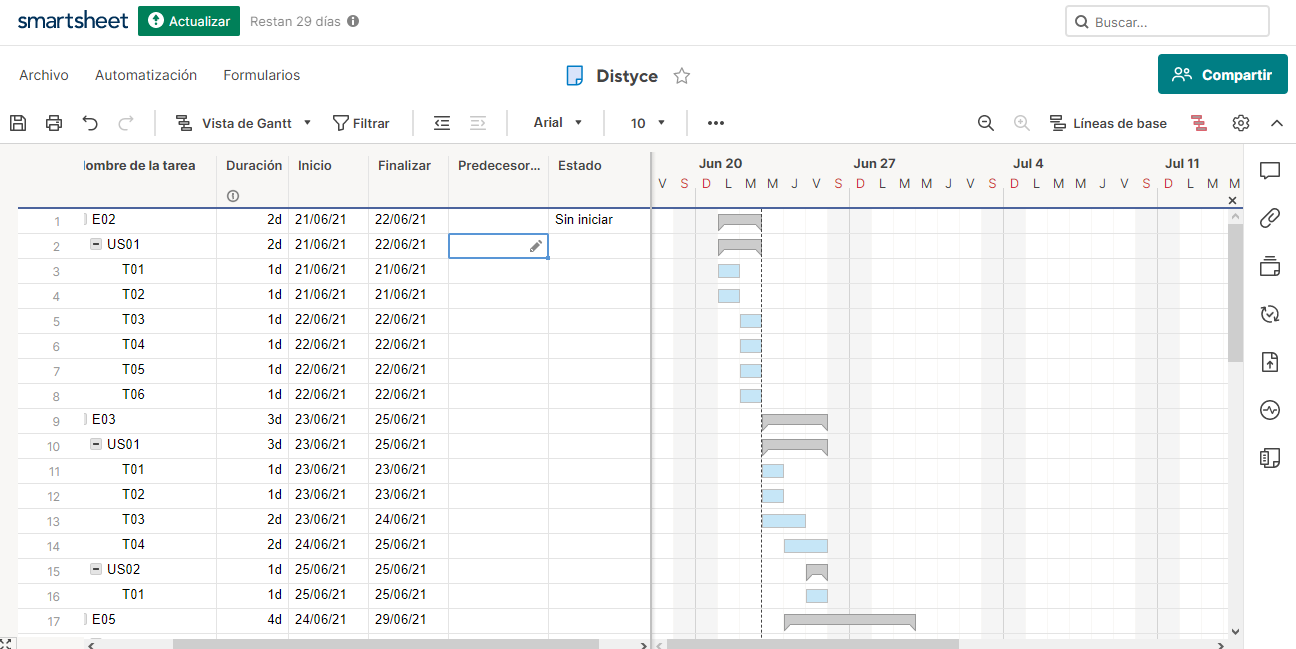 smartsheet Actualizar Restan 29 días Buscar...
Archivo Automatización Formularios Distyce Compartir
Vista de Gantt Filtrar Arial 10 Líneas de base
ombre de la tarea Duración Inicio Finalizar Predecesor... Estado Jun 20 Jun 27 Jul 4 Jul 11
V S D L M M J V S D L M M J V S D L M M J V S D L M M
1 E02 2d 21/06/21 22/06/21 Sin iniciar
2 US01 2d 21/06/21 22/06/21
3 T01 1d 21/06/21 21/06/21
4 T02 1d 21/06/21 21/06/21
5 T03 1d 22/06/21 22/06/21
6 T04 1d 22/06/21 22/06/21
7 T05 1d 22/06/21 22/06/21
8 T06 1d 22/06/21 22/06/21
9 E03 3d 23/06/21 25/06/21
10 US01 3d 23/06/21 25/06/21
11 T01 1d 23/06/21 23/06/21
12 T02 1d 23/06/21 23/06/21
13 T03 2d 23/06/21 24/06/21
14 T04 2d 24/06/21 25/06/21
15 US02 1d 25/06/21 25/06/21
16 T01 1d 25/06/21 25/06/21
17 E05 4d 24/06/21 29/06/21